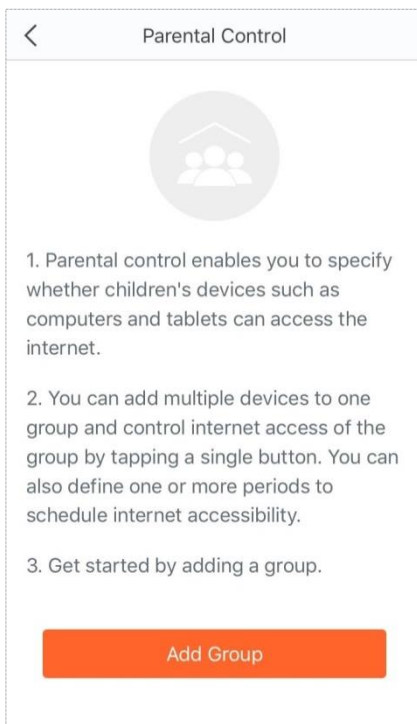 Parental Control
1. Parental control enables you to specify
whether children's devices such as
computers and tablets can access the
internet.
2. You can add multiple devices to one
group and control internet access of the
group by tapping a single button. You can
also define one or more periods to
schedule internet accessibility.
3. Get started by adding a group.
Add Group